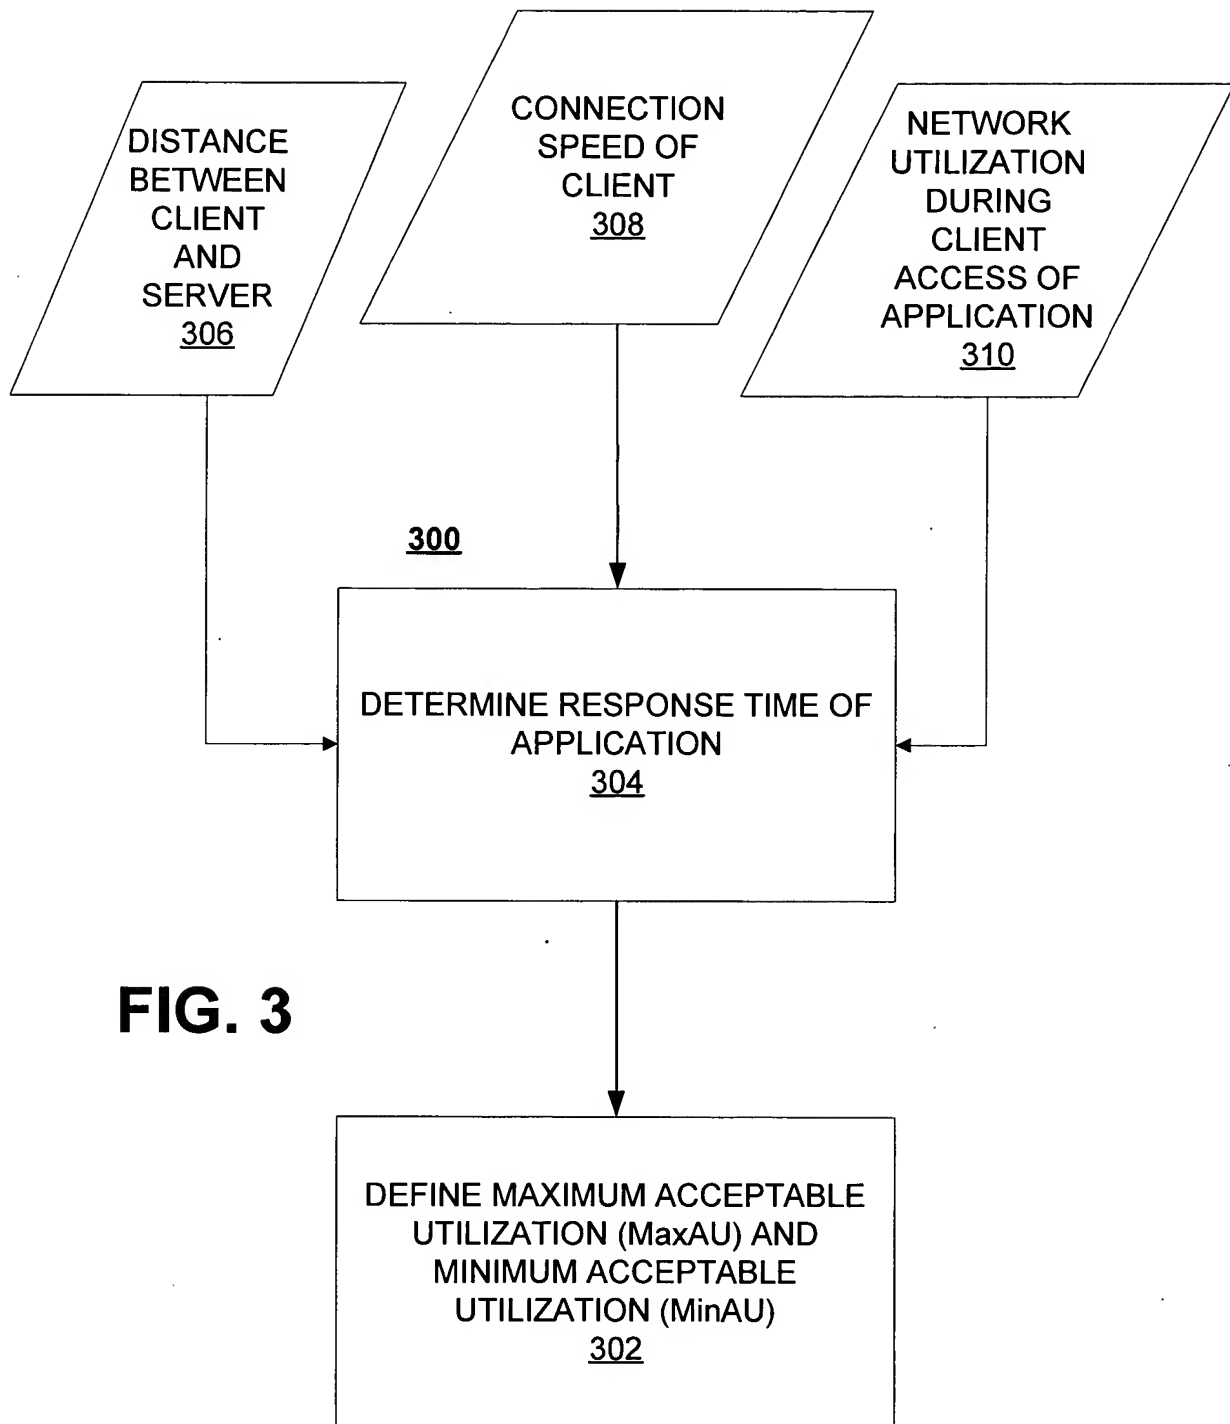 DISTANCE
BETWEEN
CLIENT
AND
SERVER
306
CONNECTION
SPEED OF
CLIENT
308
NETWORK
UTILIZATION
DURING
CLIENT
ACCESS OF
APPLICATION
310
300
DETERMINE RESPONSE TIME OF
APPLICATION
304
FIG. 3
DEFINE MAXIMUM ACCEPTABLE
UTILIZATION (MaxAU) AND
MINIMUM ACCEPTABLE
UTILIZATION (MinAU)
302